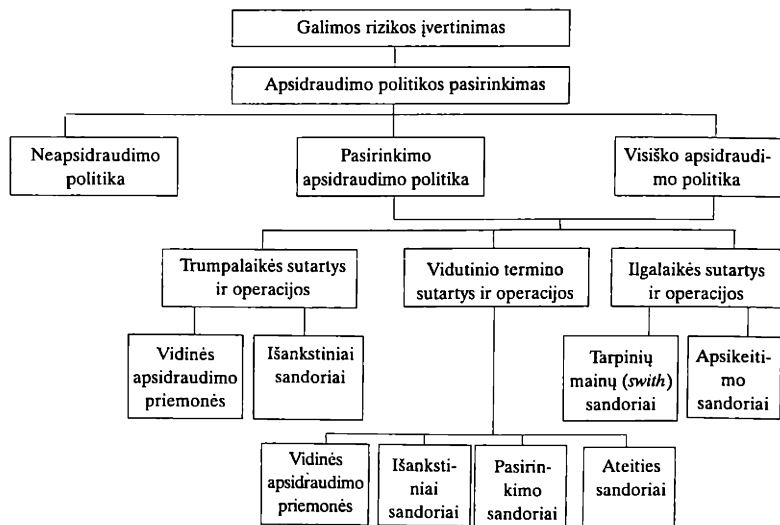 Galimos rizikos įvertinimas
Apsidraudimo politikos pasirinkimas
Neapsidraudimo
politika
Pasirinkimo
apsidraudimo politika
Visiško apsidraudi-
mo politika
Trumpalaikės sutartys
ir operacijos
Vidutinio termino
sutartys ir operacijos
Ilgalaikės sutartys
ir operacijos
Vidinės
apsidraudimo
priemonės
Išankstiniai
sandoriai
Tarpinių
mainų (swith)
sandoriai
Apsikeiti-
mo
sandoriai
Vidinės
apsidraudimo
priemonės
Išanksti-
niai
sandoriai
Pasirin-
kimo
sandoriai
Ateities
sandoriai